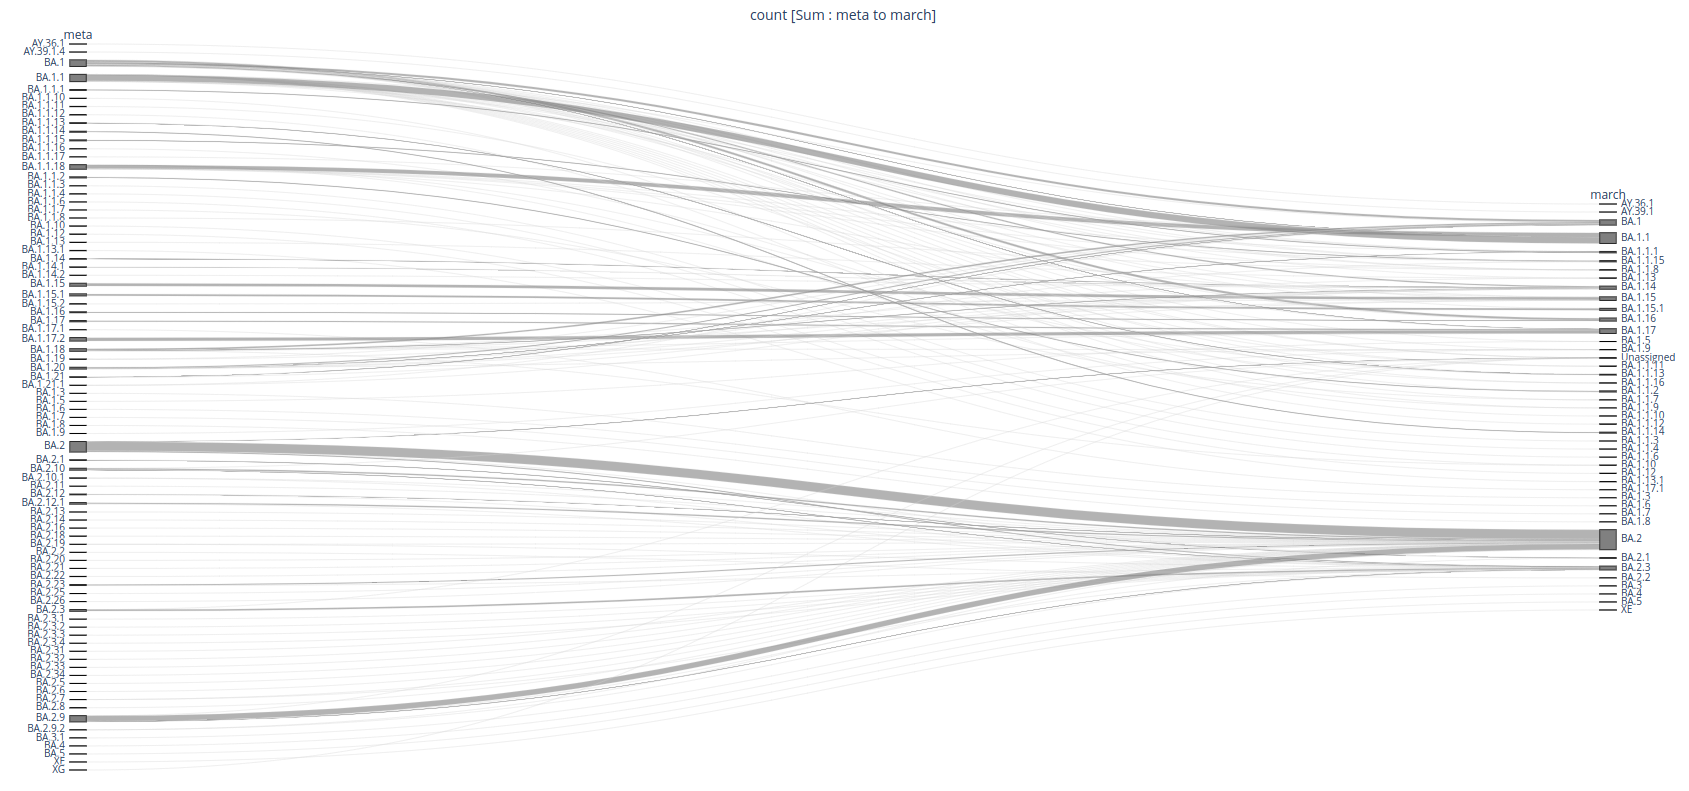 count [Sum : meta to march]
meta
AY.36.1
AY.39.1.4
BA.1
BA.1.1
BA.1.1.1
BA.1.1.10
BA.1.1.11
BA.1.1.12
BA.1.1.13
BA.1.1.14
BA.1.1.15
BA.1.1.16
BA.1.1.17
BA.1.1.18
BA.1.1.2
BA.1.1.3
BA.1.1.4
BA.1.1.6
BA.1.1.7
BA.1.1.8
BA.1.10
BA.1.12
BA.1.13
BA.1.13.1
BA.1.14
BA.1.14.1
BA.1.14.2
BA.1.15
BA.1.15.1
BA.1.15.2
BA.1.16
BA.1.17
BA.1.17.1
BA.1.17.2
BA.1.18
BA.1.19
BA.1.20
BA.1.21
BA.1.21.1
BA.1.3
BA.1.5
BA.1.6
BA.1.7
BA.1.8
BA.1.9
BA.2
BA.2.1
BA.2.10
BA.2.10.1
BA.2.11
BA.2.12
BA.2.12.1
BA.2.13
BA.2.14
BA.2.16
BA.2.18
BA.2.19
BA.2.2
BA.2.20
BA.2.21
BA.2.22
BA.2.23
BA.2.25
BA.2.26
BA.2.3
BA.2.3.1
BA.2.3.2
BA.2.3.3
BA.2.3.4
BA.2.31
BA.2.32
BA.2.33
BA.2.34
BA.2.5
BA.2.6
BA.2.7
BA.2.8
BA.2.9
BA.2.9.2
BA.3.1
BA.4
BA.5
XE
XG
march
AY.36.1
AY.39.1
BA.1
BA.1.1
BA.1.1.1
BA.1.1.15
BA.1.1.8
BA.1.13
BA.1.14
BA.1.15
BA.1.15.1
BA.1.16
BA.1.17
BA.1.5
BA.1.9
Unassigned
BA.1.1.11
BA.1.1.13
BA.1.1.16
BA.1.1.2
BA.1.1.7
BA.1.1.9
BA.1.1.10
BA.1.1.12
BA.1.1.14
BA.1.1.3
BA.1.1.4
BA.1.1.6
BA.1.10
BA.1.12
BA.1.13.1
BA.1.17.1
BA.1.3
BA.1.6
BA.1.7
BA.1.8
BA.2
BA.2.1
BA.2.3
BA.2.2
BA.3
BA.4
BA.5
XE